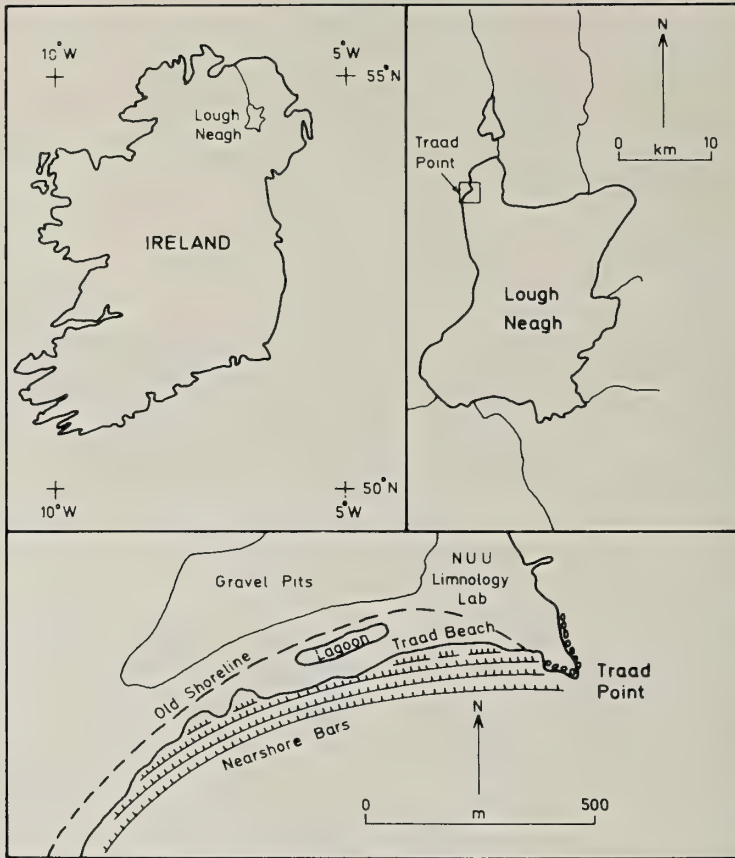 10°W
5°W
55°N
Lough
Neagh
IRELAND
10°W
5°W
50°N
N
0 10
km
Traad
Point
Lough
Neagh
Gravel Pits
NUU
Limnology
Lab
Old Shoreline
Lagoon
Traad Beach
Traad
Point
Nearshore Bars
N
0 500
m